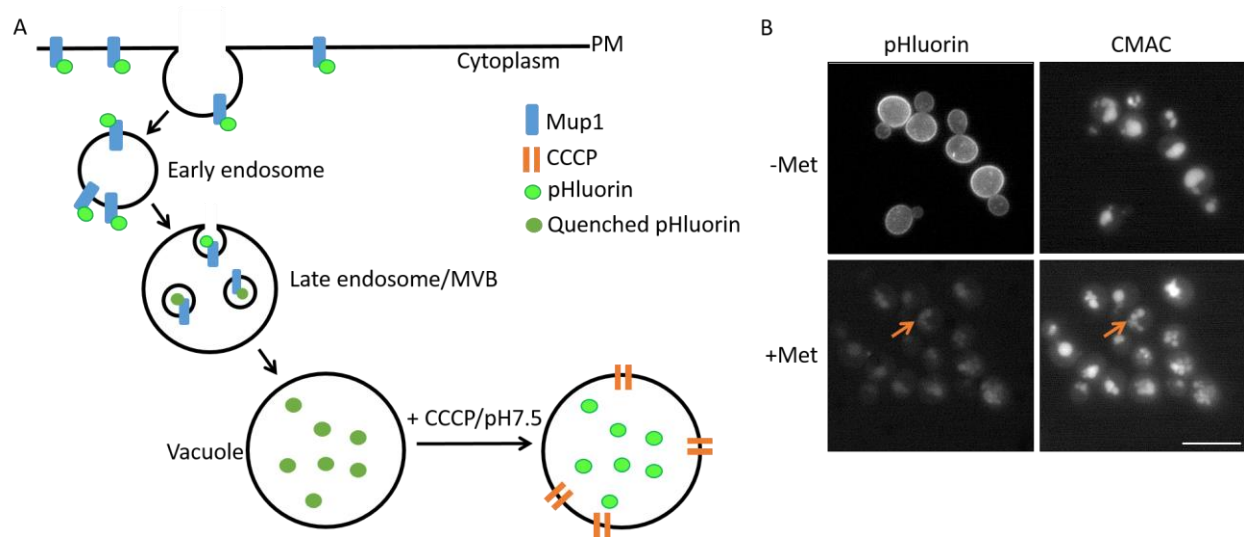 A
PM
Cytoplasm
Mup1
CCCP
pHluorin
Quenched pHluorin
Early endosome
Late endosome/MVB
+ CCCP/pH7.5
Vacuole
B
pHluorin
CMAC
-Met
+Met